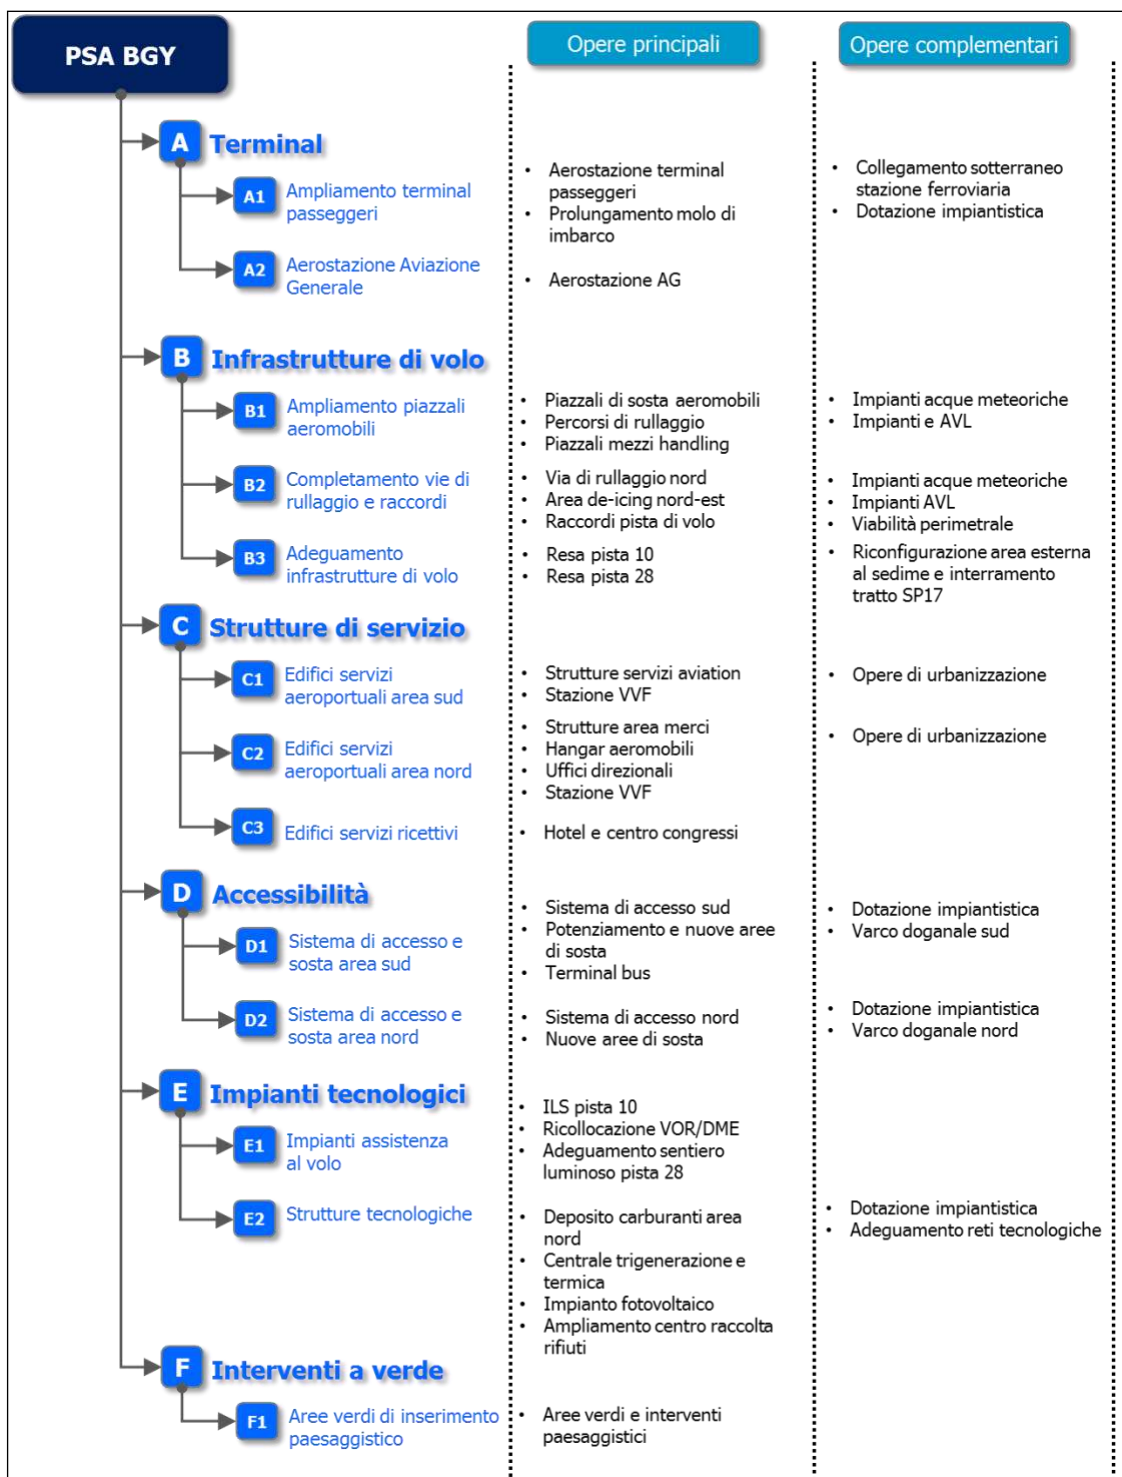 PSA BGY
Opere principali
Opere complementari
A Terminal
A1 Ampliamento terminal
passeggeri
• Aerostazione terminal
passeggeri
• Prolungamento molo di
imbarco
• Collegamento sotterraneo
stazione ferroviaria
• Dotazione impiantistica
A2 Aerostazione Aviazione
Generale
• Aerostazione AG
B Infrastrutture di volo
B1 Ampliamento piazzali
aeromobili
• Piazzali di sosta aeromobili
• Percorsi di rullaggio
• Piazzali mezzi handling
• Impianti acque meteoriche
• Impianti e AVL
B2 Completamento vie di
rullaggio e raccordi
• Via di rullaggio nord
• Area de-icing nord-est
• Raccordi pista di volo
• Impianti acque meteoriche
• Impianti AVL
• Viabilità perimetrale
B3 Adeguamento
infrastrutture di volo
• Resa pista 10
• Resa pista 28
• Riconfigurazione area esterna
al sedime e interramento
tratto SP17
C Strutture di servizio
C1 Edifici servizi
aeroportuali area sud
• Strutture servizi aviation
• Stazione VVF
• Opere di urbanizzazione
C2 Edifici servizi
aeroportuali area nord
• Strutture area merci
• Hangar aeromobili
• Uffici direzionali
• Stazione VVF
• Opere di urbanizzazione
C3 Edifici servizi ricettivi
• Hotel e centro congressi
D Accessibilità
D1 Sistema di accesso e
sosta area sud
• Sistema di accesso sud
• Potenziamento e nuove aree
di sosta
• Terminal bus
• Dotazione impiantistica
• Varco doganale sud
D2 Sistema di accesso e
sosta area nord
• Sistema di accesso nord
• Nuove aree di sosta
• Dotazione impiantistica
• Varco doganale nord
E Impianti tecnologici
E1 Impianti assistenza
al volo
• ILS pista 10
• Ricollocazione VOR/DME
• Adeguamento sentiero
luminoso pista 28
E2 Strutture tecnologiche
• Deposito carburanti area
nord
• Centrale trigenerazione e
termica
• Impianto fotovoltaico
• Ampliamento centro raccolta
rifiuti
• Dotazione impiantistica
• Adeguamento reti tecnologiche
F Interventi a verde
F1 Aree verdi di inserimento
paesaggistico
• Aree verdi e interventi
paesaggistici